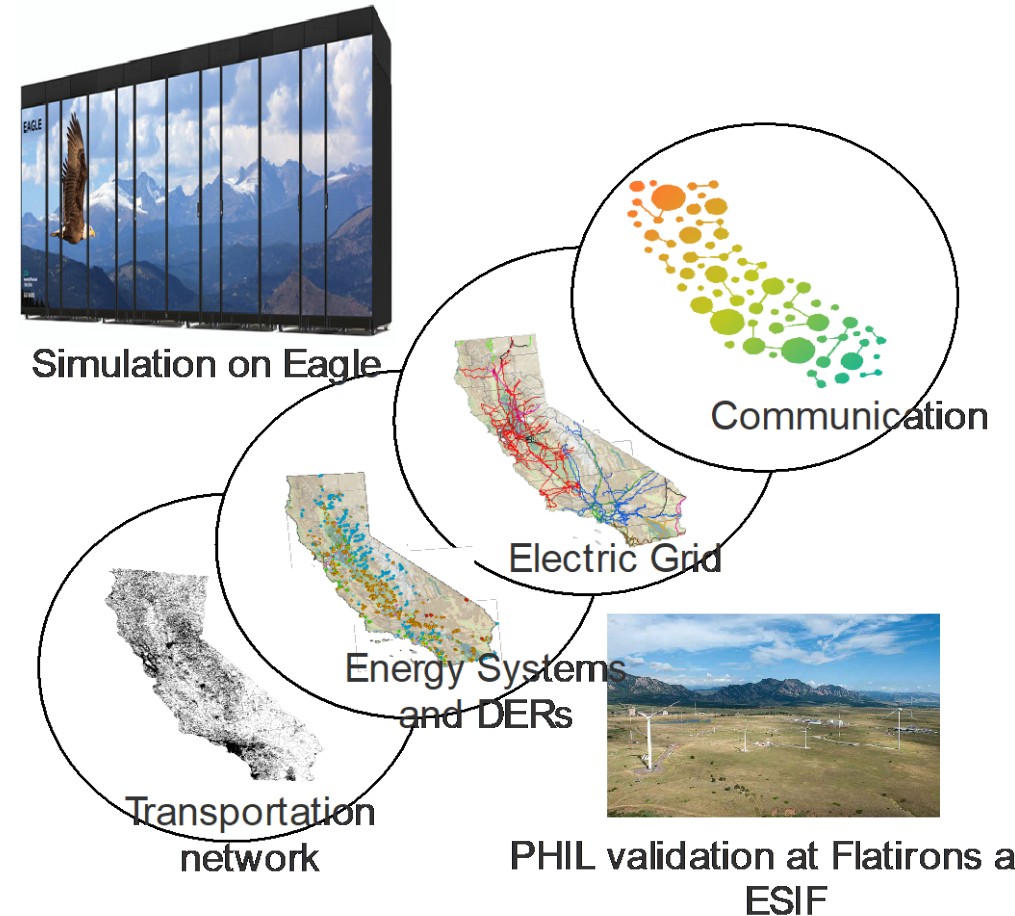 EAGLE
Simulation on Eagle
Communication
Electric Grid
Energy Systems
and DERs
Transportation
network
PHIL validation at Flatirons a
ESIF